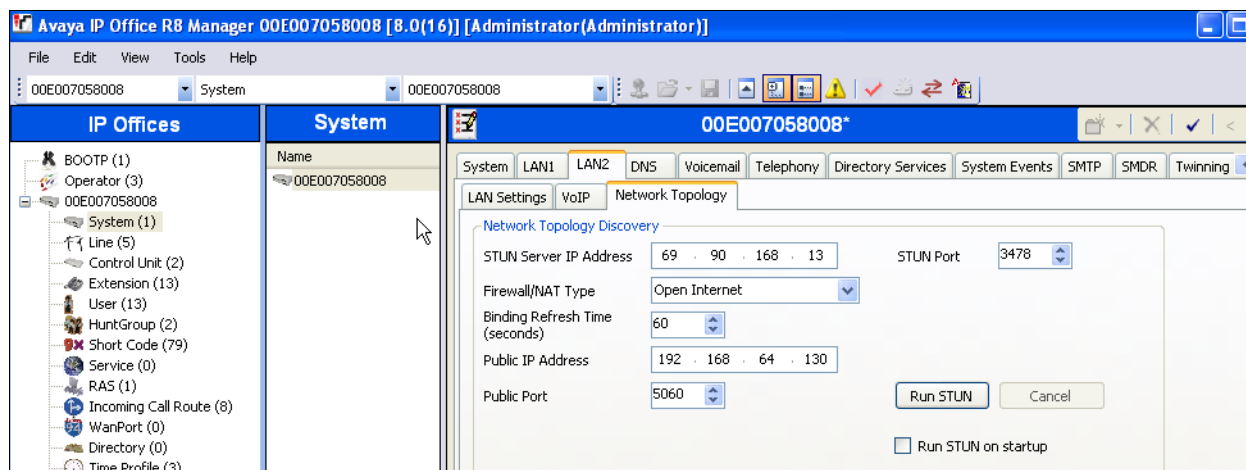 Avaya IP Office R8 Manager 00E007058008 [8.0(16)] [Administrator(Administrator)]
File Edit View Tools Help
00E007058008 System 00E007058008
IP Offices
BOOTP (1)
Operator (3)
00E007058008
System (1)
Line (5)
Control Unit (2)
Extension (13)
User (13)
HuntGroup (2)
Short Code (79)
Service (0)
RAS (1)
Incoming Call Route (8)
WanPort (0)
Directory (0)
Time Profile (3)
System
Name
00E007058008
00E007058008*
System LAN1 LAN2 DNS Voicemail Telephony Directory Services System Events SMTP SMDR Twinning
LAN Settings VoIP Network Topology
Network Topology Discovery
STUN Server IP Address 69 . 90 . 168 . 13 STUN Port 3478
Firewall/NAT Type Open Internet
Binding Refresh Time
(seconds) 60
Public IP Address 192 . 168 . 64 . 130
Public Port 5060 Run STUN Cancel
Run STUN on startup